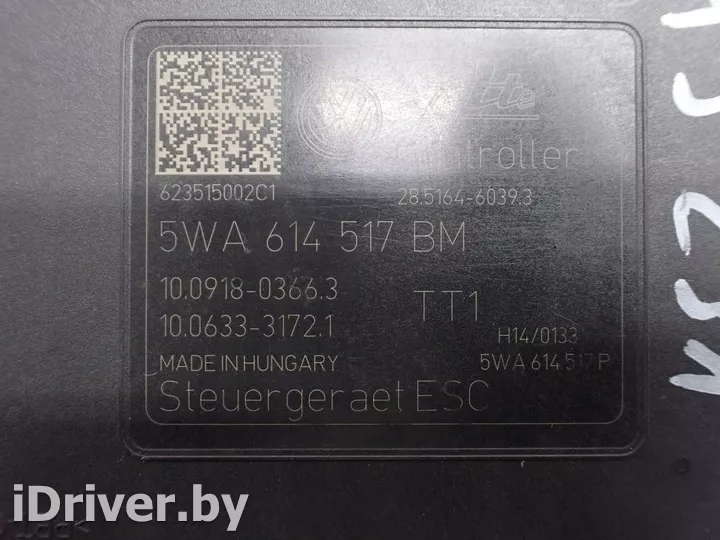 Ate
623515002C1
28.5164-6039.3
5WA 614 517 BM
10.0918-0366.3
TT1
10.0633-3172.1
H14/0133
MADE IN HUNGARY
5WA 614 517 P
Steuergeraet ESC
iDriver.by